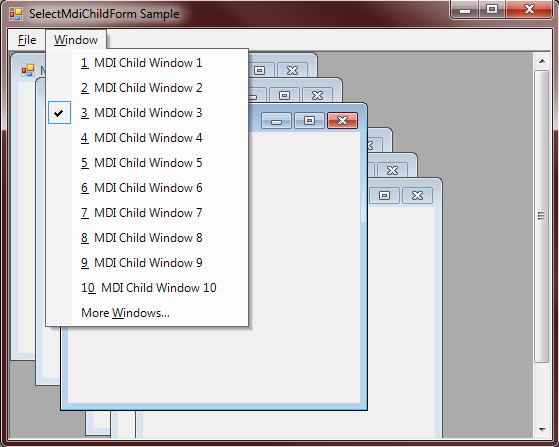 SelectMdiChildForm Sample
File Window
1 MDI Child Window 1
2 MDI Child Window 2
3 MDI Child Window 3
4 MDI Child Window 4
5 MDI Child Window 5
6 MDI Child Window 6
7 MDI Child Window 7
8 MDI Child Window 8
9 MDI Child Window 9
10 MDI Child Window 10
More Windows...